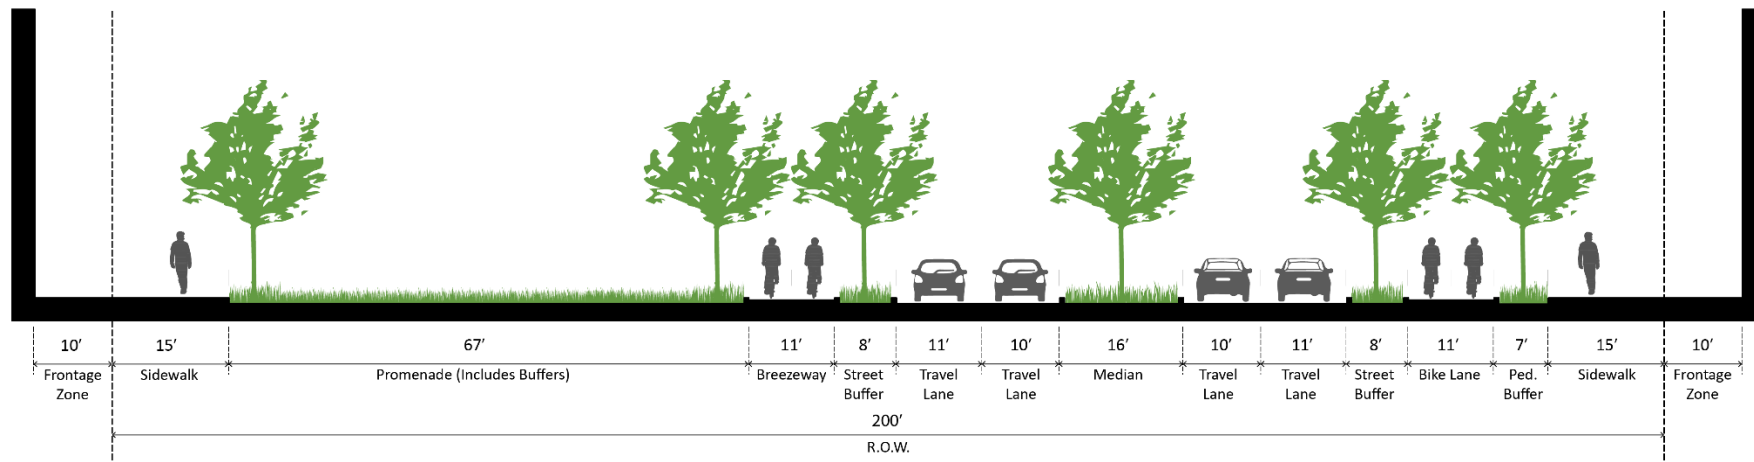 10’ 15’ 67’ 11’ 8’ 11’ 10’ 16’ 10’ 11’ 8’ 11’ 7’ 15’ 10’
Frontage Sidewalk Promenade (Includes Buffers) Breezeway Street Travel Travel Median Travel Travel Street Bike Lane Ped. Sidewalk Frontage
Zone Buffer Lane Lane Lane Lane Buffer Buffer Zone
200’
R.O.W.